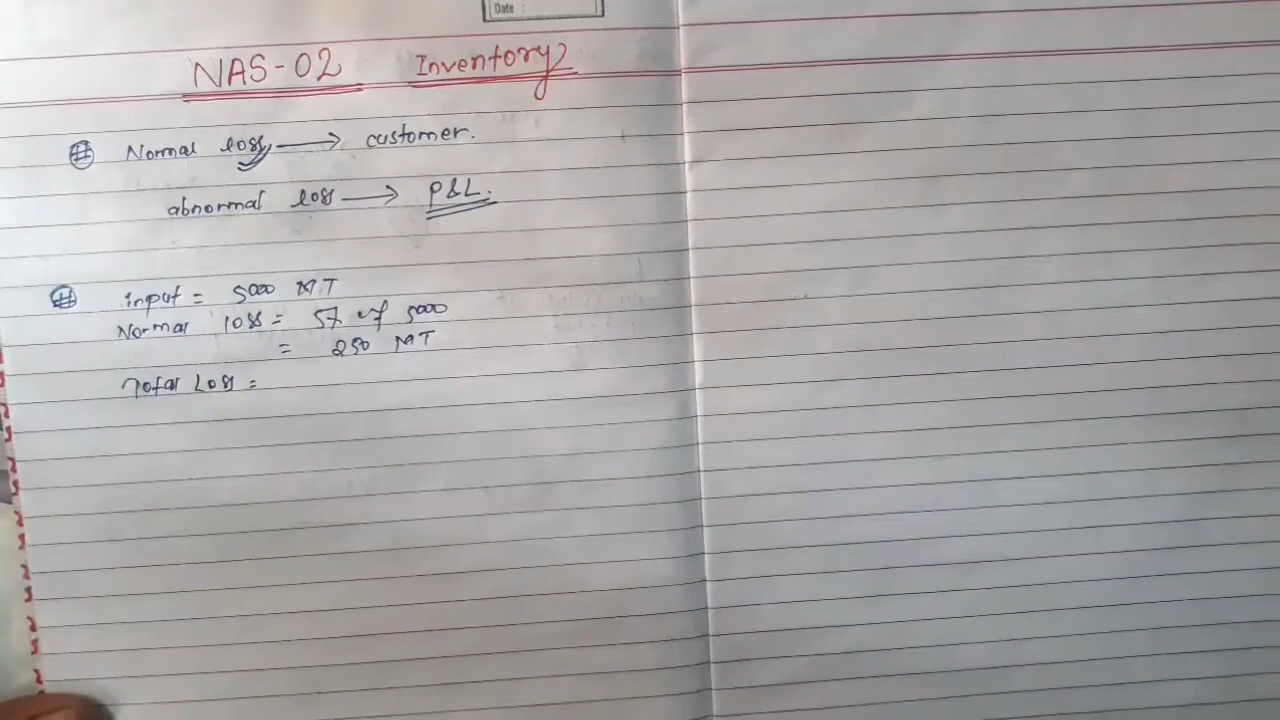 Date :
NAS-02 Inventory
# Normal loss → customer.
abnormal loss → P&L.
# input = 5000 MT
Normal loss = 5% of 5000
= 250 MT
Total Loss =